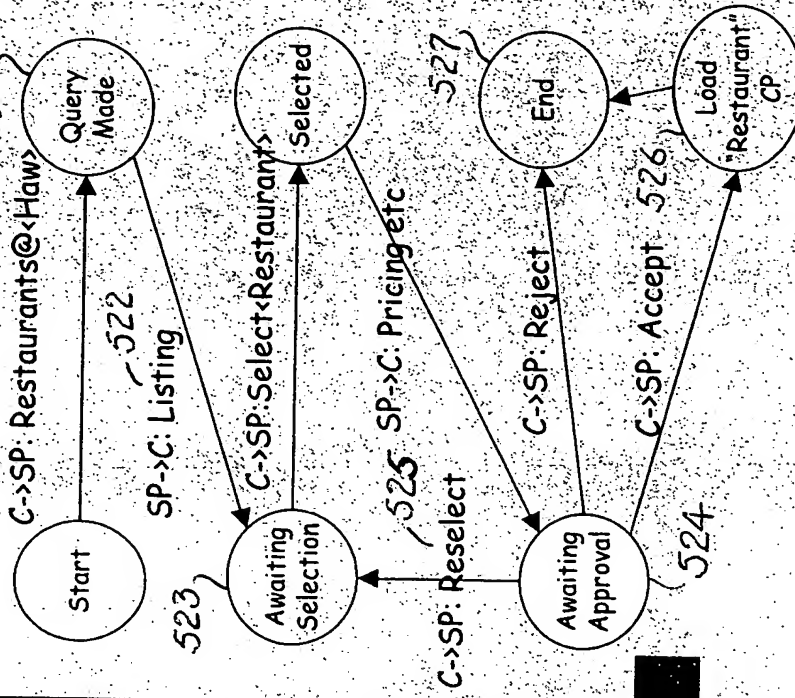 C->SP: Restaurants@<Haw>
Start
Query
Made
522
SP->C: Listing
523
Awaiting
Selection
C->SP:Select<Restaurant>
Selected
525
SP->C: Pricing etc
C->SP: Reselect
Awaiting
Approval
524
C->SP: Reject
527
End
C->SP: Accept
526
Load
"Restaurant"
CP